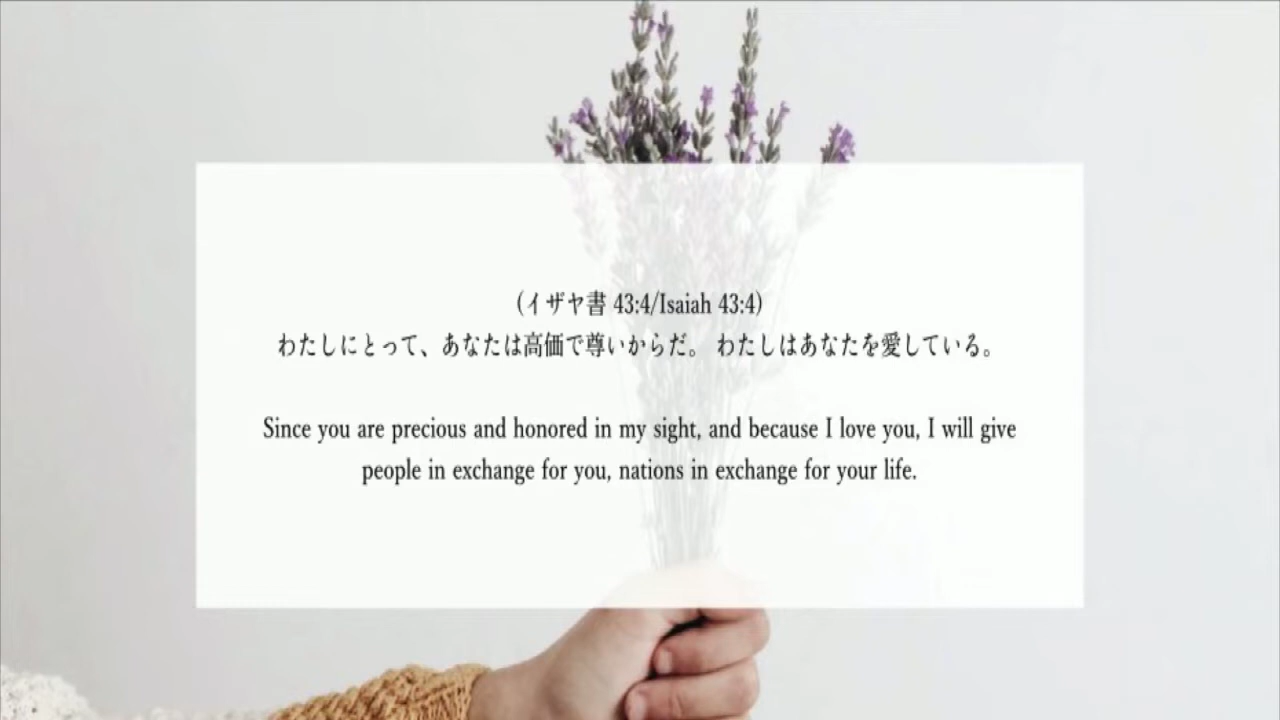 (イザヤ書 43:4/Isaiah 43:4)
わたしにとって、あなたは高価で尊いからだ。 わたしはあなたを愛している。
Since you are precious and honored in my sight, and because I love you, I will give
people in exchange for you, nations in exchange for your life.